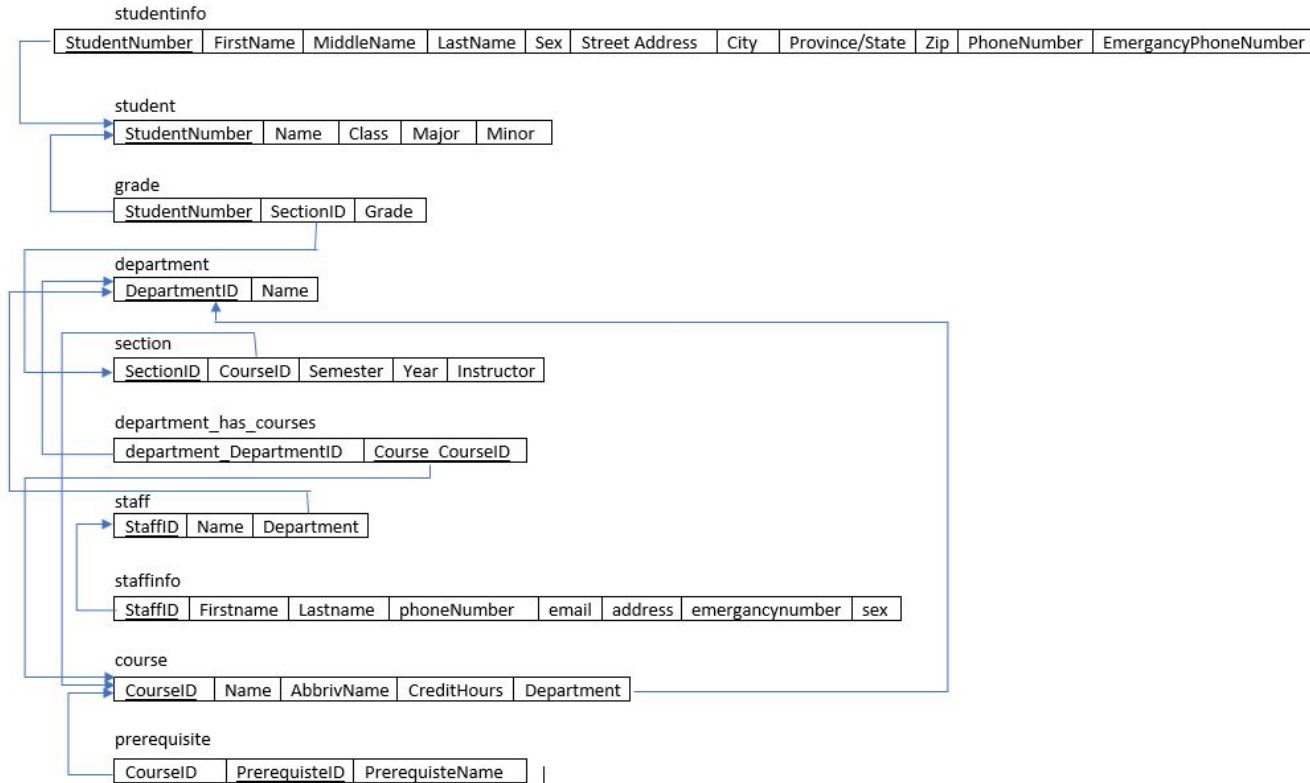 studentinfo
StudentNumber FirstName MiddleName LastName Sex Street Address City Province/State Zip PhoneNumber EmergancyPhoneNumber
student
StudentNumber Name Class Major Minor
grade
StudentNumber SectionID Grade
department
DepartmentID Name
section
SectionID CourseID Semester Year Instructor
department_has_courses
department_DepartmentID Course_CourseID
staff
StaffID Name Department
staffinfo
StaffID Firstname Lastname phoneNumber email address emergancynumber sex
course
CourseID Name AbbrivName CreditHours Department
prerequisite
CourseID PrerequisteID PrerequisteName